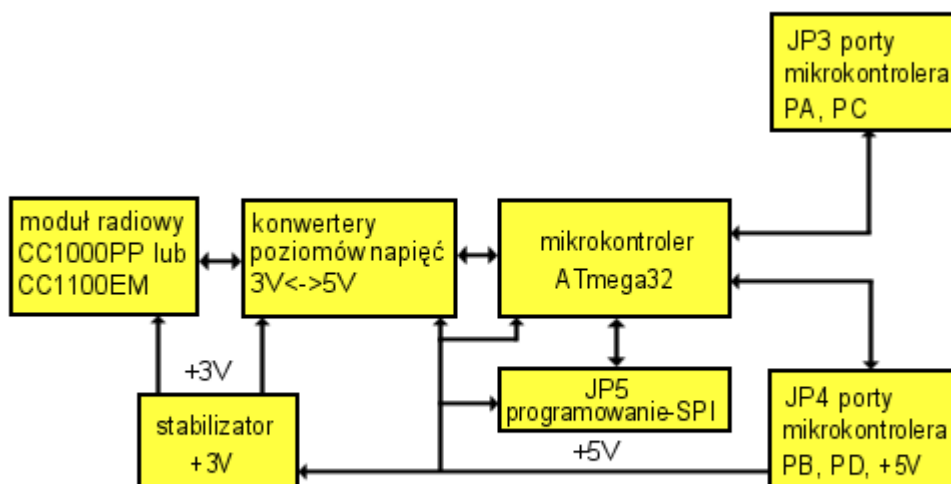 JP3 porty
mikrokontrolera
PA, PC
moduł radiowy
CC1000PP lub
CC1100EM
konwertery
poziomów napięć
3V<->5V
mikrokontroler
ATmega32
+3V
stabilizator
+3V
JP5
programowanie-SPI
+5V
JP4 porty
mikrokontrolera
PB, PD, +5V